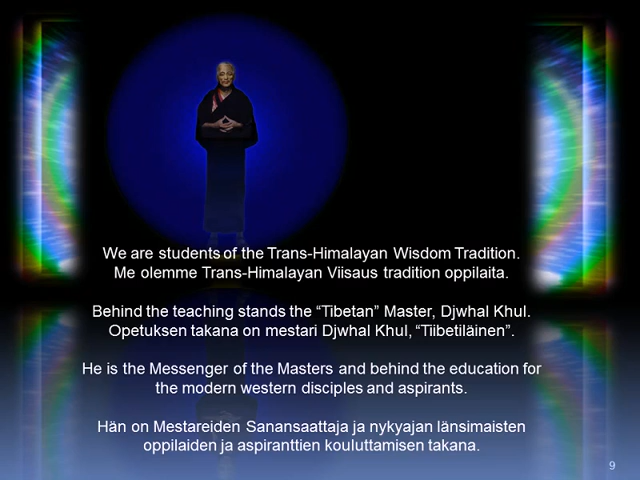 We are students of the Trans-Himalayan Wisdom Tradition.
Me olemme Trans-Himalayan Viisaus tradition oppilaita.
Behind the teaching stands the “Tibetan” Master, Djwhal Khul.
Opetuksen takana on mestari Djwhal Khul, “Tiibetiläinen”.
He is the Messenger of the Masters and behind the education for
the modern western disciples and aspirants.
Hän on Mestareiden Sanansaattaja ja nykyajan länsimaisten
oppilaiden ja aspiranttien kouluttamisen takana.
9